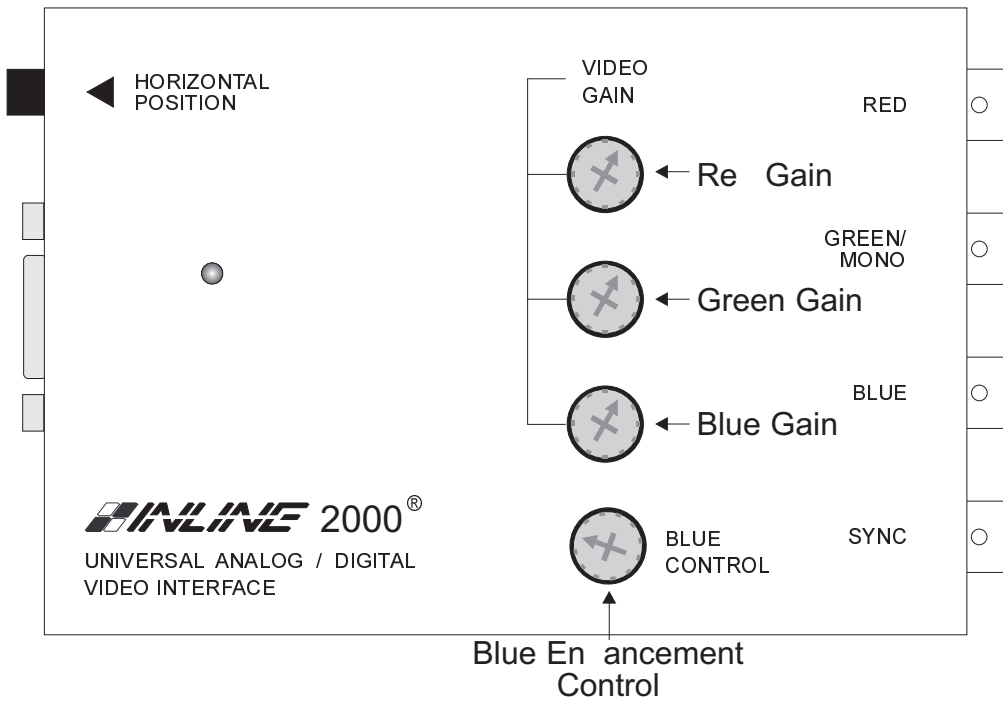 HORIZONTAL
POSITION
VIDEO
GAIN
RED
Re Gain
GREEN/
MONO
Green Gain
BLUE
Blue Gain
INLINE 2000®
UNIVERSAL ANALOG / DIGITAL
VIDEO INTERFACE
BLUE
CONTROL
SYNC
Blue En ancement
Control